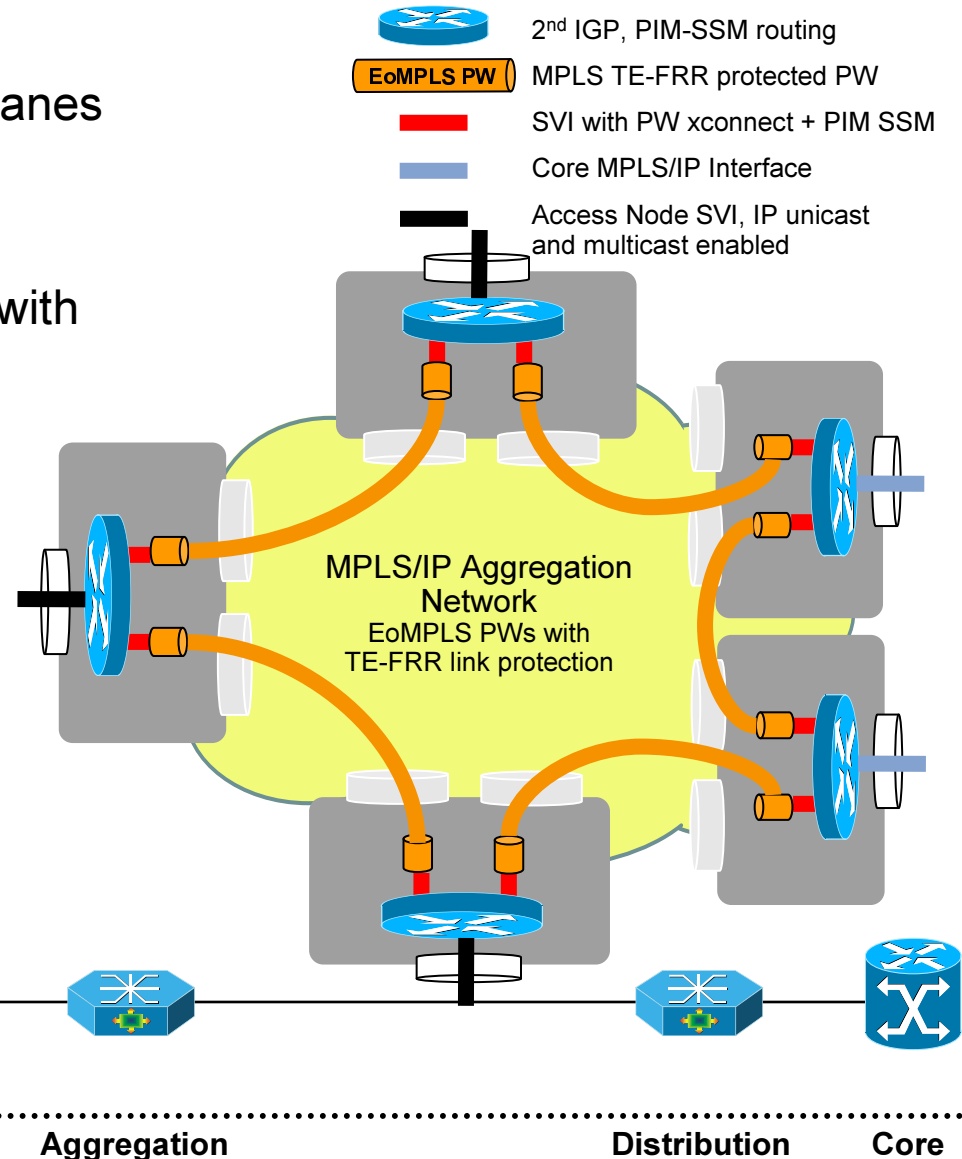 2nd IGP, PIM-SSM routing
EoMPLS PW
MPLS TE-FRR protected PW
anes
SVI with PW xconnect + PIM SSM
Core MPLS/IP Interface
Access Node SVI, IP unicast
and multicast enabled
with
MPLS/IP Aggregation
Network
EoMPLS PWs with
TE-FRR link protection
Aggregation
Distribution
Core